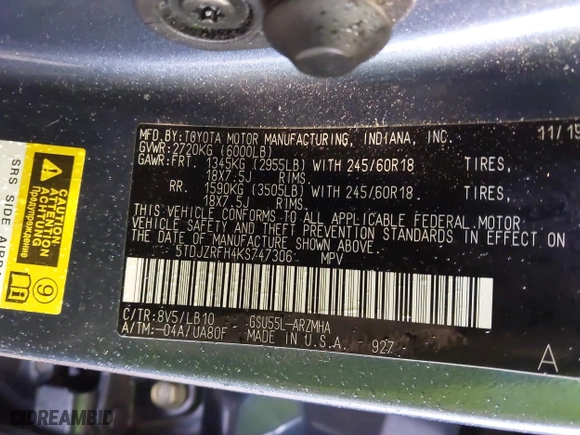 MFD.BY:TOYOTA MOTOR MANUFACTURING, INDIANA, INC. 11/19
GVWR:2720KG (6000LB)
GAWR:FRT. 1345KG (2955LB) WITH 245/60R18 TIRES,
18X7.5J RIMS.
RR. 1590KG (3505LB) WITH 245/60R18 TIRES,
18X7.5J RIMS.
THIS VEHICLE CONFORMS TO ALL APPLICABLE FEDERAL MOTOR
VEHICLE SAFETY AND THEFT PREVENTION STANDARDS IN EFFECT ON
THE DATE OF MANUFACTURE SHOWN ABOVE.
5TDJZRFH4KS747306 MPV
C/TR:8V5/LB10 GSU55L-ARZMHA
A/TM:-04A/UA80F MADE IN U.S.A. 927
A
SRS SIDE AIRBA
ATTENTION
ACHTUNG
Предупреждение
9
DREAMBID